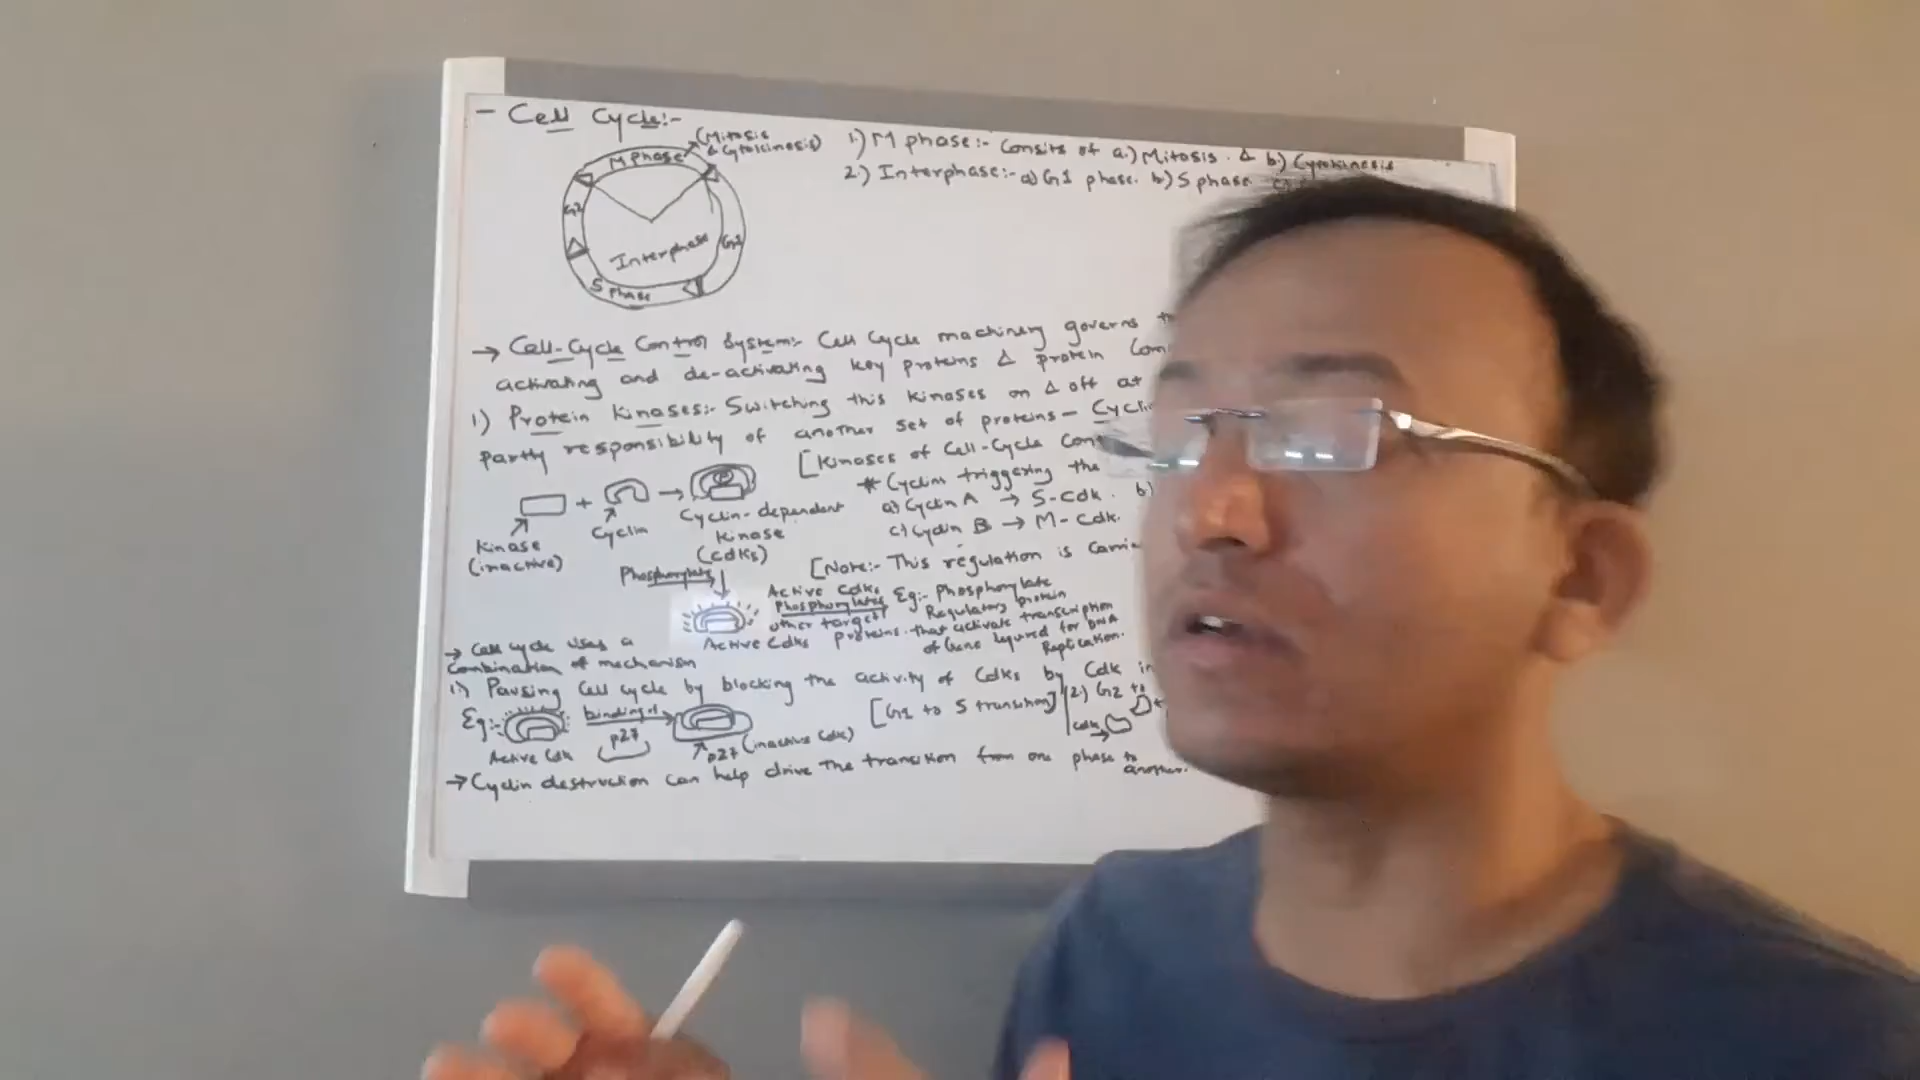 - Cell Cycle:-
(Mitosis
& Cytokinesis)
M phase
G2
G1
Interphase
S phase
1.) M phase:- Consits of a.) Mitosis. & b.) Cytokinesis
2.) Interphase:- a) G1 phase. b) S phase
→ Cell-Cycle Control System:- Cell Cycle machinery governs
activating and de-activating key proteins & protein
1) Protein Kinases:- Switching this kinases on & off at
partly responsibility of another set of proteins -
[Kinases of Cell-Cycle
* Cyclins triggering the
a) Cyclin A → S-Cdk. b)
c) Cyclin B → M-Cdk.
Kinase
(inactive)
+
Cyclin
→
Cyclin-dependent
Kinase
(Cdks)
P
[Note:- This regulation is
Phosphorylate
Active Cdks
Active Cdks
Phosphorylates
other target
proteins.
Eg:- Phosphorylate
Regulatory protein
that activate transcription
of Gene required for DNA
Replication.
→ Cell cycle uses a
Combination of mechanism
1.) Pausing Cell cycle by blocking the activity of Cdks by Cdk
Eg:-
Active Cdk
binding of
p27
p27 (inactive Cdk)
[G1 to S transition]
2.) G2 to
Cdk
+
→ Cyclin destruction can help drive the transition from one phase to
another.